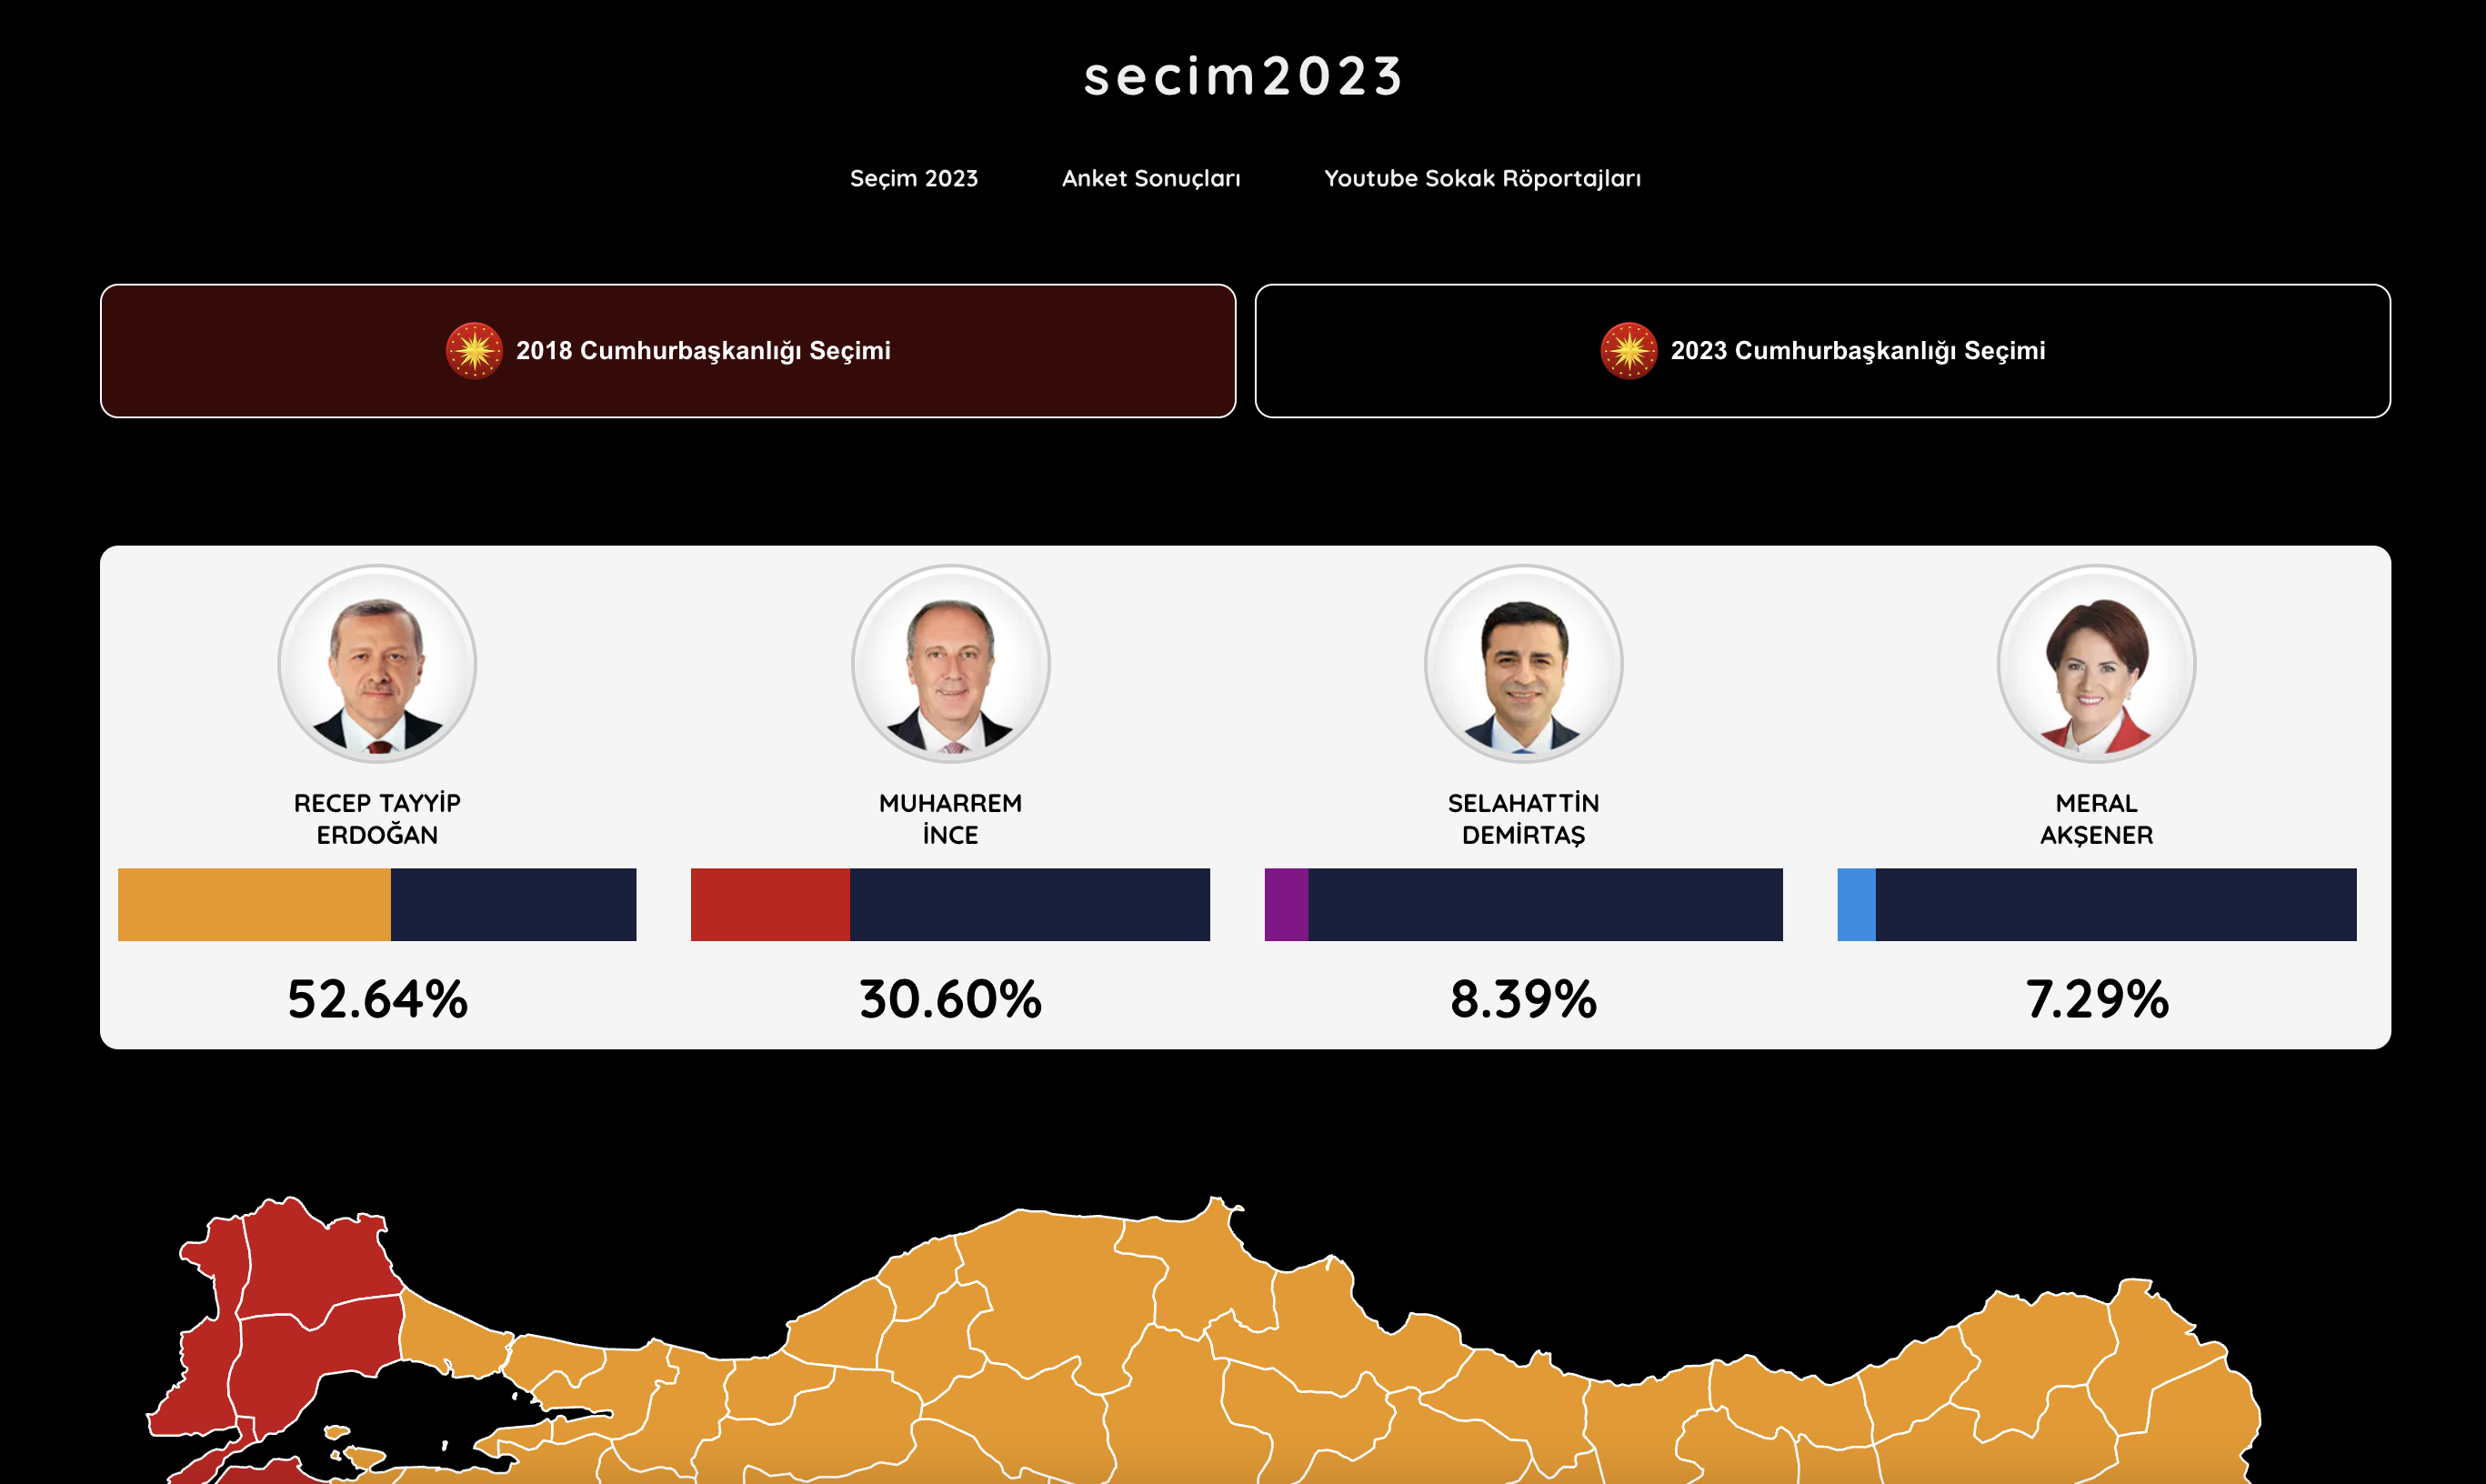 secim2023
Seçim 2023 Anket Sonuçları Youtube Sokak Röportajları
2018 Cumhurbaşkanlığı Seçimi 2023 Cumhurbaşkanlığı Seçimi
RECEP TAYYİP
ERDOĞAN
52.64%
MUHARREM
İNCE
30.60%
SELAHATTİN
DEMİRTAŞ
8.39%
MERAL
AKŞENER
7.29%